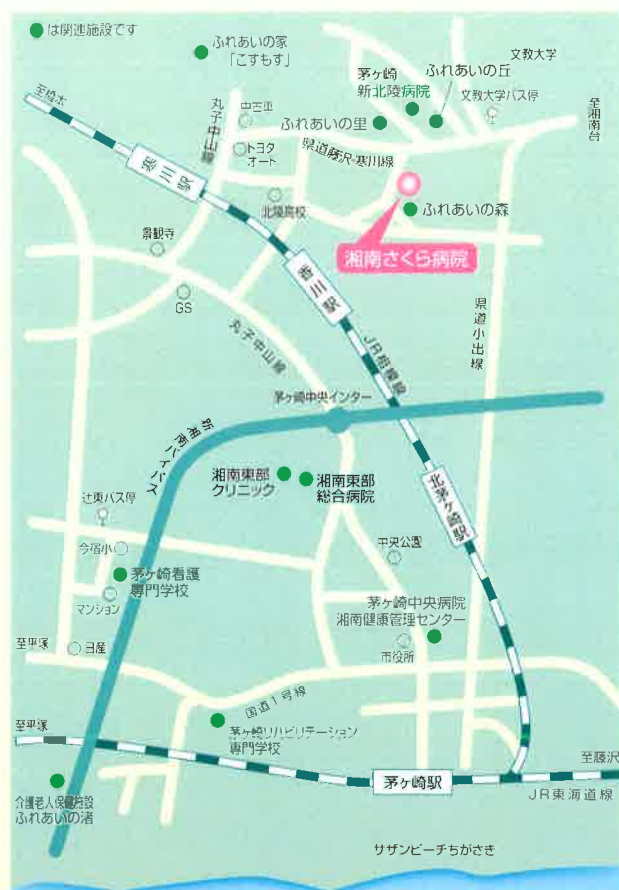 は関連施設です
ふれあいの家
「こすもす」
文教大学
茅ヶ崎
新北陵病院
ふれあいの丘
文教大学バス停
至橋本
丸子
中古車
ふれあいの里
至湘南台
トヨタ
オート
県道藤沢-寒川線
寒川駅
北陵高校
ふれあいの森
湘南さくら病院
景観寺
香川駅
GS
丸子中山線
JR相模線
県道小出線
茅ヶ崎中央インター
新湘南バイパス
湘南東部
クリニック
湘南東部
総合病院
北茅ヶ崎駅
辻東バス停
今宿小
中央公園
茅ヶ崎看護
専門学校
マンション
茅ヶ崎中央病院
湘南健康管理センター
市役所
至平塚
日産
国道1号線
至平塚
茅ヶ崎リハビリテーション
専門学校
至藤沢
茅ヶ崎駅
JR東海道線
介護老人保健施設
ふれあいの渚
サザンビーチちがさき